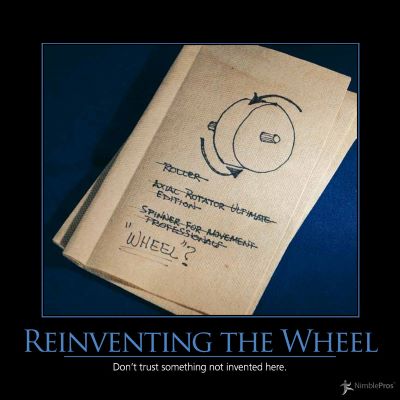 ROLLER
AXIAL ROTATOR ULTIMATE
EDITION
SPINNER FOR MOVEMENT
PROFESSIONALS
"WHEEL"?
REINVENTING THE WHEEL
Don't trust something not invented here.
NimblePros